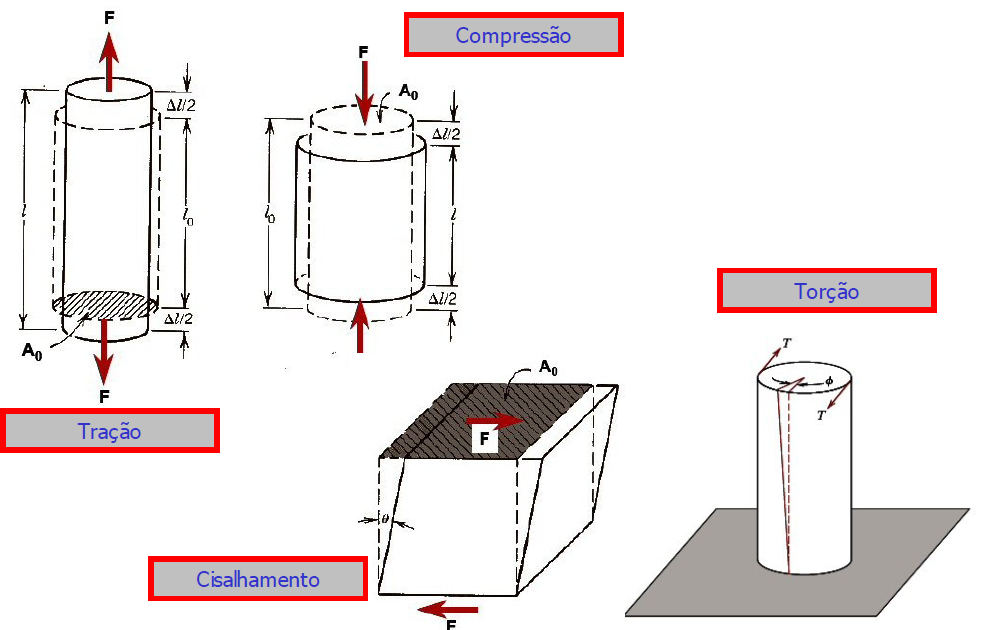 F
Δl/2
l
l₀
Δl/2
A₀
F
Tração
Compressão
F
A₀
Δl/2
l₀
l
Δl/2
A₀
F
θ
Cisalhamento
F
Torção
T
ϕ
T